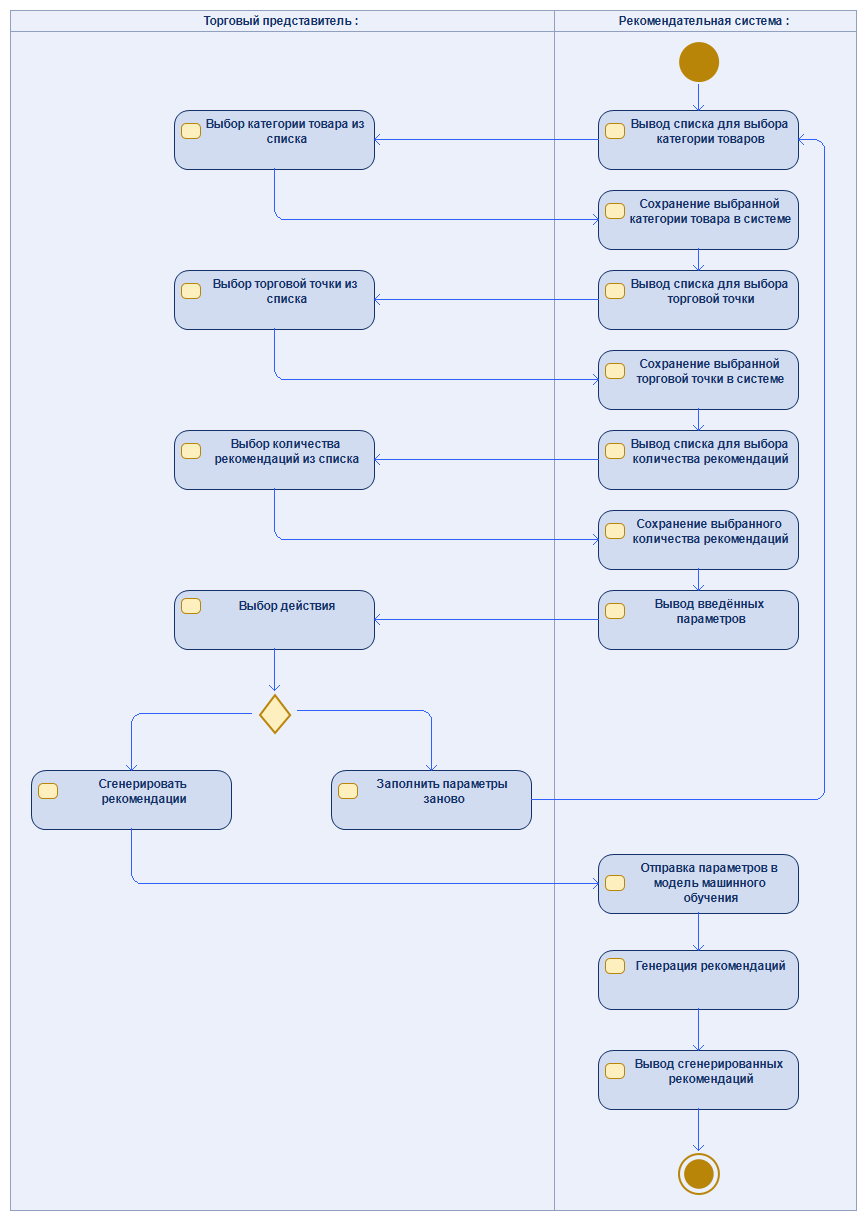 Торговый представитель :
Рекомендательная система :
Выбор категории товара из
списка
Вывод списка для выбора
категории товаров
Сохранение выбранной
категории товара в системе
Выбор торговой точки из
списка
Вывод списка для выбора
торговой точки
Сохранение выбранной
торговой точки в системе
Выбор количества
рекомендаций из списка
Вывод списка для выбора
количества рекомендаций
Сохранение выбранного
количества рекомендаций
Выбор действия
Вывод введённых
параметров
Сгенерировать
рекомендации
Заполнить параметры
заново
Отправка параметров в
модель машинного
обучения
Генерация рекомендаций
Вывод сгенерированных
рекомендаций